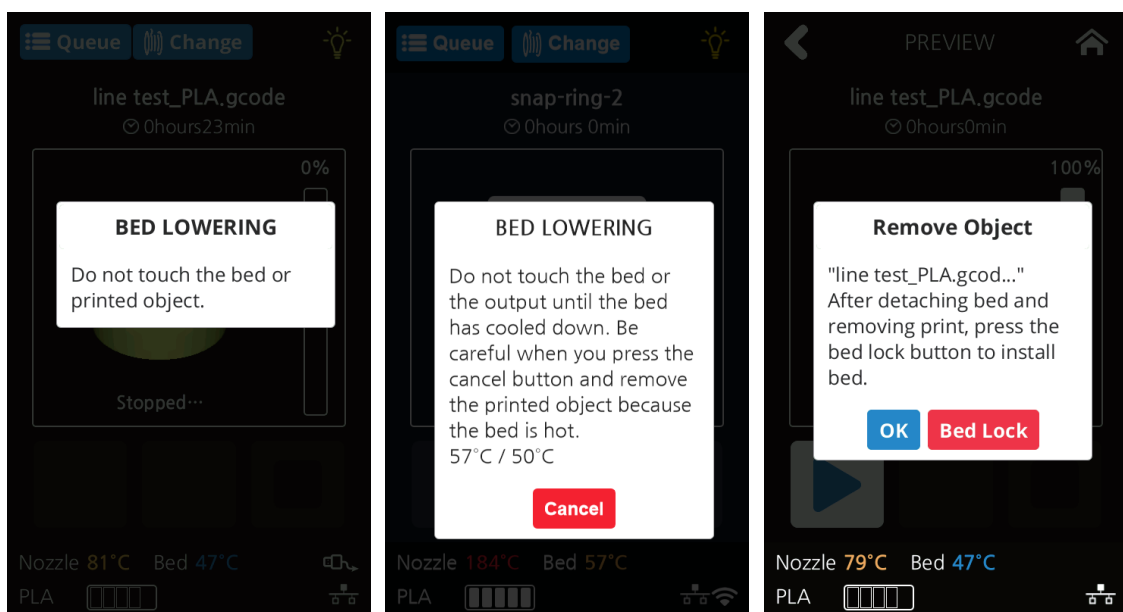 Queue Change
line test_PLA.gcode
0hours23min
0%
BED LOWERING
Do not touch the bed or
printed object.
Stopped···
Nozzle 81°C Bed 47°C
PLA
Queue Change
snap-ring-2
0hours 0min
BED LOWERING
Do not touch the bed or
the output until the bed
has cooled down. Be
careful when you press the
cancel button and remove
the printed object because
the bed is hot.
57°C / 50°C
Cancel
Nozzle 184°C Bed 57°C
PLA
PREVIEW
line test_PLA.gcode
0hours0min
100%
Remove Object
"line test_PLA.gcod..."
After detaching bed and
removing print, press the
bed lock button to install
bed.
OK Bed Lock
Nozzle 79°C Bed 47°C
PLA